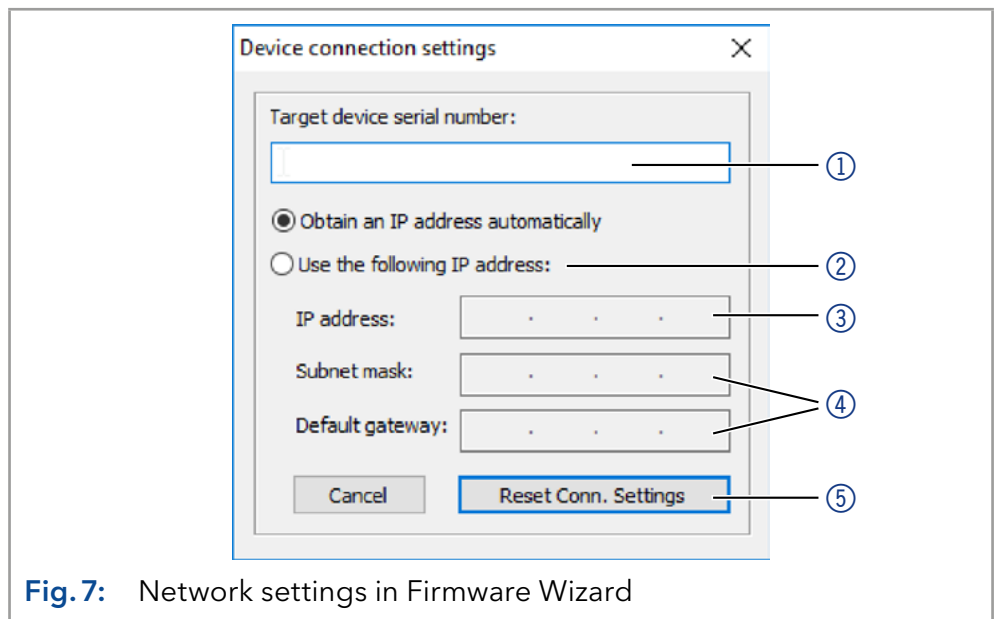 Device connection settings
Target device serial number:
①
Obtain an IP address automatically
Use the following IP address: ②
IP address: . . . ③
Subnet mask: . . .
④
Default gateway: . . .
Cancel Reset Conn. Settings ⑤
Fig. 7: Network settings in Firmware Wizard